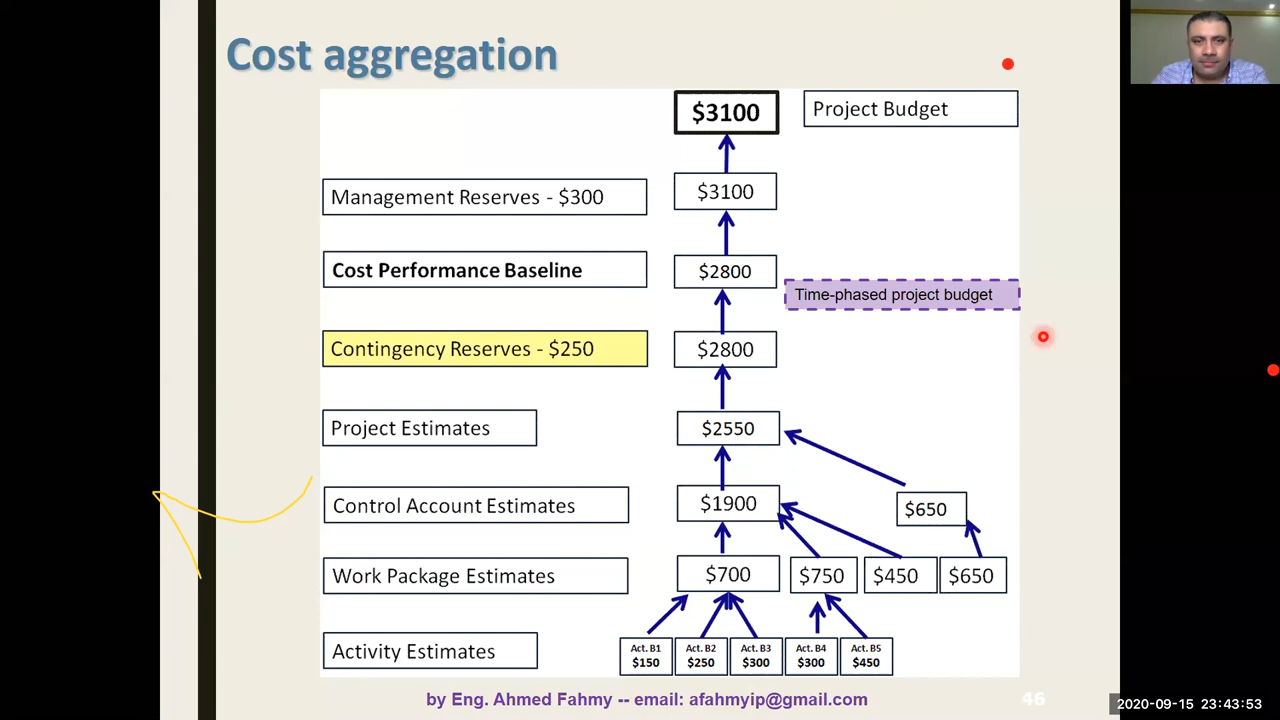 Cost aggregation
$3100
Project Budget
Management Reserves - $300
$3100
Cost Performance Baseline
$2800
Time-phased project budget
Contingency Reserves - $250
$2800
Project Estimates
$2550
Control Account Estimates
$1900
$650
Work Package Estimates
$700
$750
$450
$650
Activity Estimates
Act. B1
$150
Act. B2
$250
Act. B3
$300
Act. B4
$300
Act. B5
$450
by Eng. Ahmed Fahmy -- email: afahmyip@gmail.com
46
2020-09-15 23:43:53